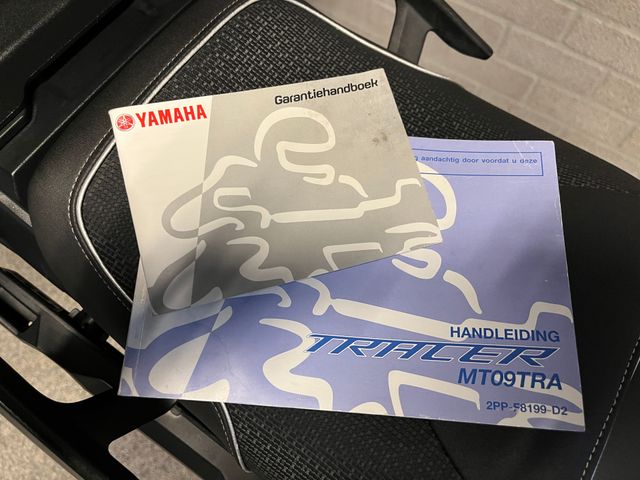 YAMAHA
Garantiehandboek
aandachtig door voordat u deze
HANDLEIDING
TRACER
MT09TRA
2PP-F8199-D2